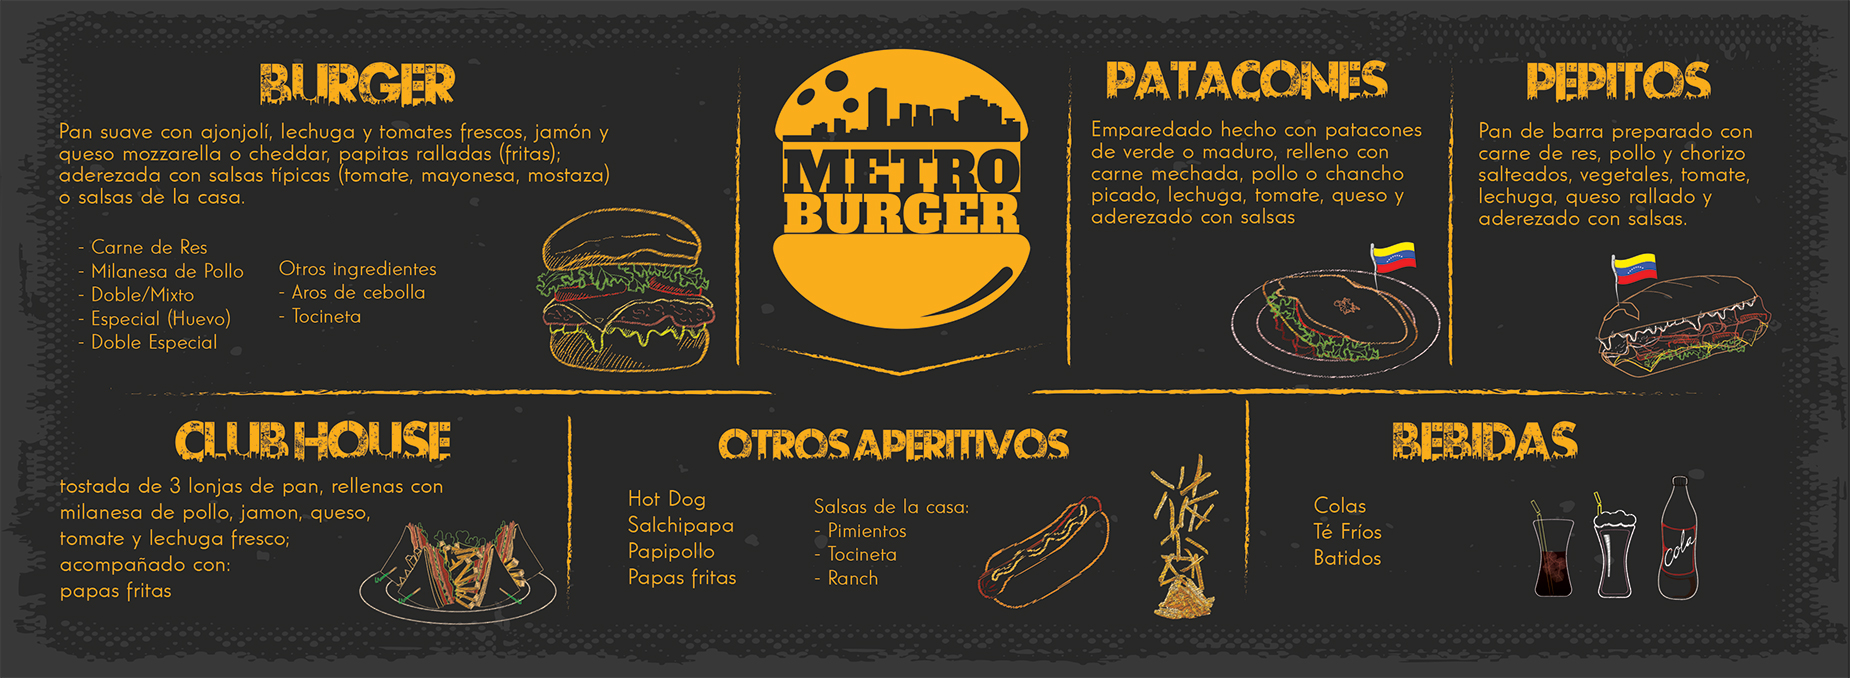 BURGER
Pan suave con ajonjolí, lechuga y tomates frescos, jamón y
queso mozzarella o cheddar, papitas ralladas (fritas);
aderezada con salsas típicas (tomate, mayonesa, mostaza)
o salsas de la casa.
- Carne de Res
- Milanesa de Pollo
- Doble/Mixto
- Especial (Huevo)
- Doble Especial
Otros ingredientes
- Aros de cebolla
- Tocineta
METRO
BURGER
PATACONES
Emparedado hecho con patacones
de verde o maduro, relleno con
carne mechada, pollo o chancho
picado, lechuga, tomate, queso y
aderezado con salsas
PEPITOS
Pan de barra preparado con
carne de res, pollo y chorizo
salteados, vegetales, tomate,
lechuga, queso rallado y
aderezado con salsas.
CLUB HOUSE
tostada de 3 lonjas de pan, rellenas con
milanesa de pollo, jamon, queso,
tomate y lechuga fresco;
acompañado con:
papas fritas
OTROS APERITIVOS
Hot Dog
Salchipapa
Papipollo
Papas fritas
Salsas de la casa:
- Pimientos
- Tocineta
- Ranch
BEBIDAS
Colas
Té Fríos
Batidos
Cola